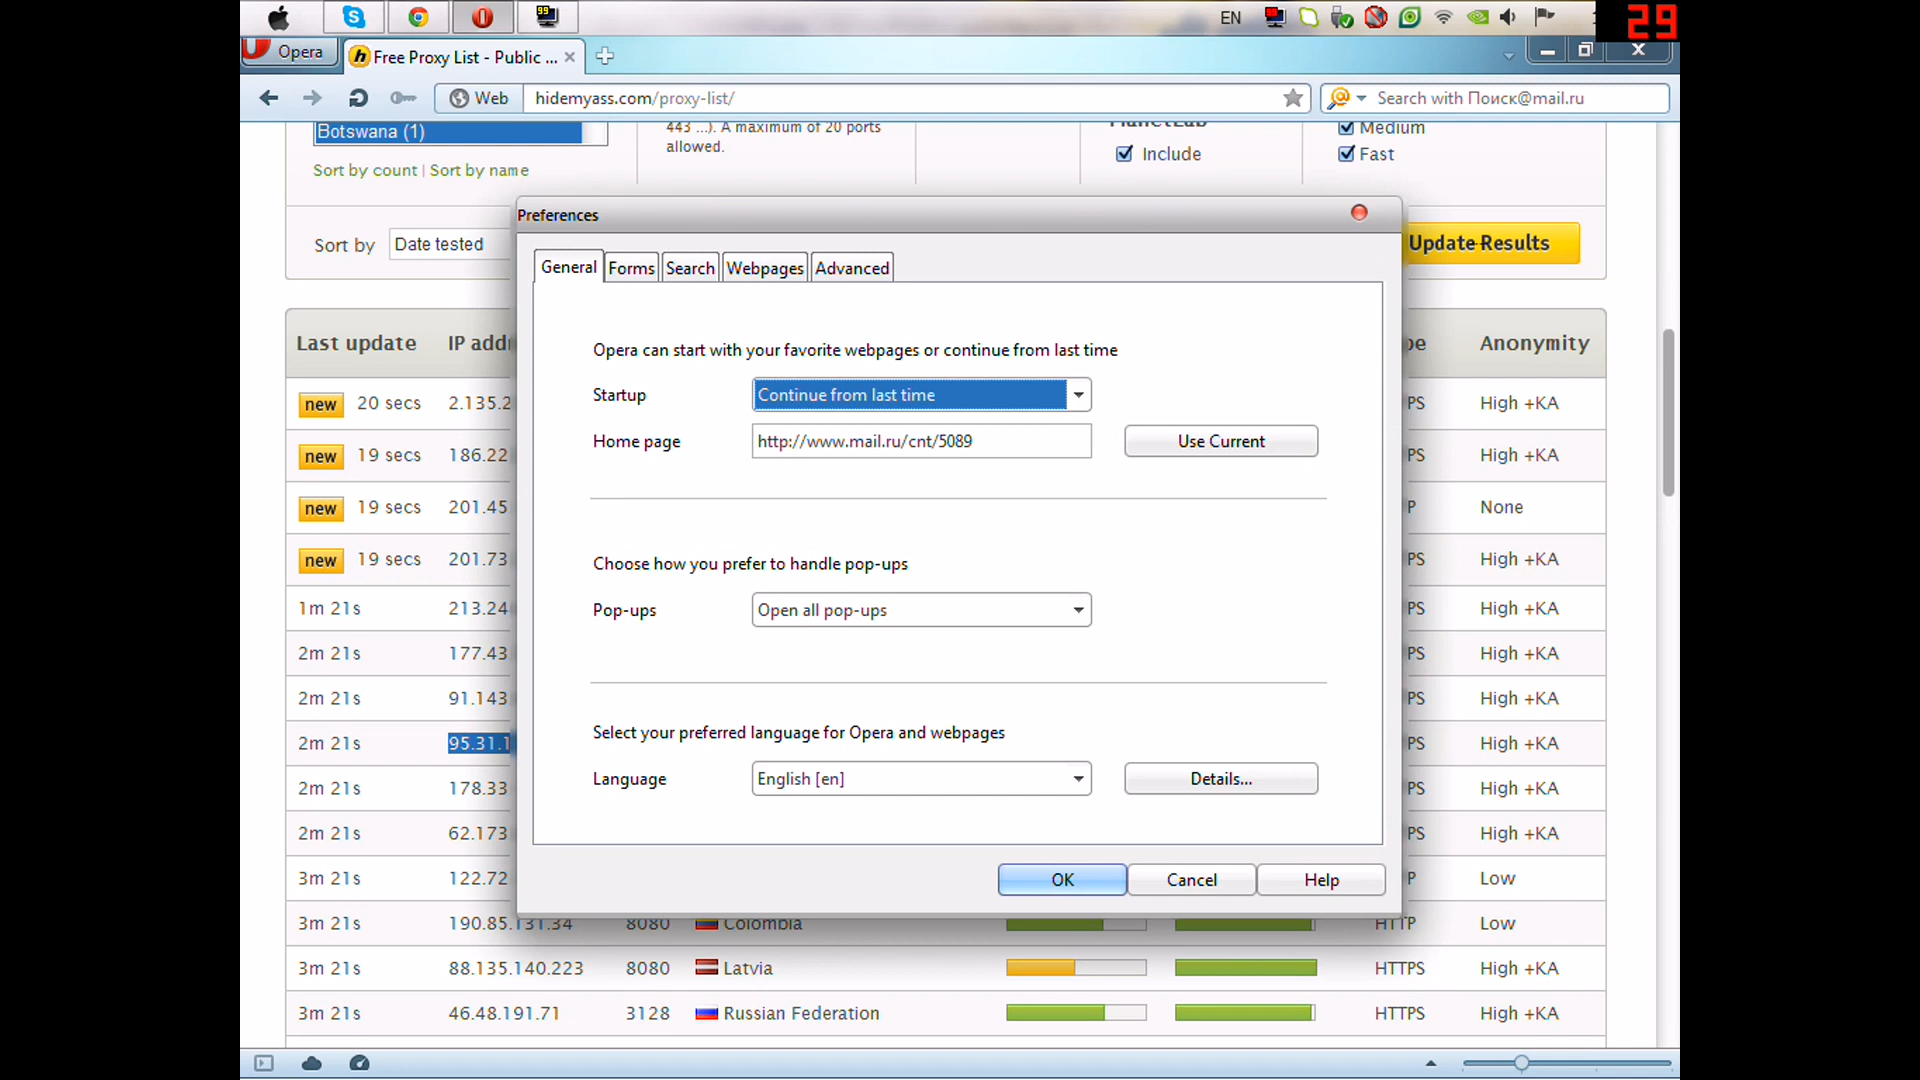 99
EN
29
Opera
Free Proxy List - Public ...
Web
hidemyass.com/proxy-list/
Search with Поиск@mail.ru
Botswana (1)
443 ...). A maximum of 20 ports
allowed.
PlanetLab
Include
Medium
Fast
Sort by count | Sort by name
Sort by
Date tested
Update Results
Preferences
General
Forms
Search
Webpages
Advanced
Opera can start with your favorite webpages or continue from last time
Startup
Continue from last time
Home page
http://www.mail.ru/cnt/5089
Use Current
Choose how you prefer to handle pop-ups
Pop-ups
Open all pop-ups
Select your preferred language for Opera and webpages
Language
English [en]
Details...
OK
Cancel
Help
Last update IP addr pe Anonymity
new 20 secs 2.135.2 PS High +KA
new 19 secs 186.22 PS High +KA
new 19 secs 201.45 P None
new 19 secs 201.73 PS High +KA
1m 21s 213.24 PS High +KA
2m 21s 177.43 PS High +KA
2m 21s 91.143 PS High +KA
2m 21s 95.31.1 PS High +KA
2m 21s 178.33 PS High +KA
2m 21s 62.173 PS High +KA
3m 21s 122.72 P Low
3m 21s 190.85.131.34 8080 Colombia HTTP Low
3m 21s 88.135.140.223 8080 Latvia HTTPS High +KA
3m 21s 46.48.191.71 3128 Russian Federation HTTPS High +KA